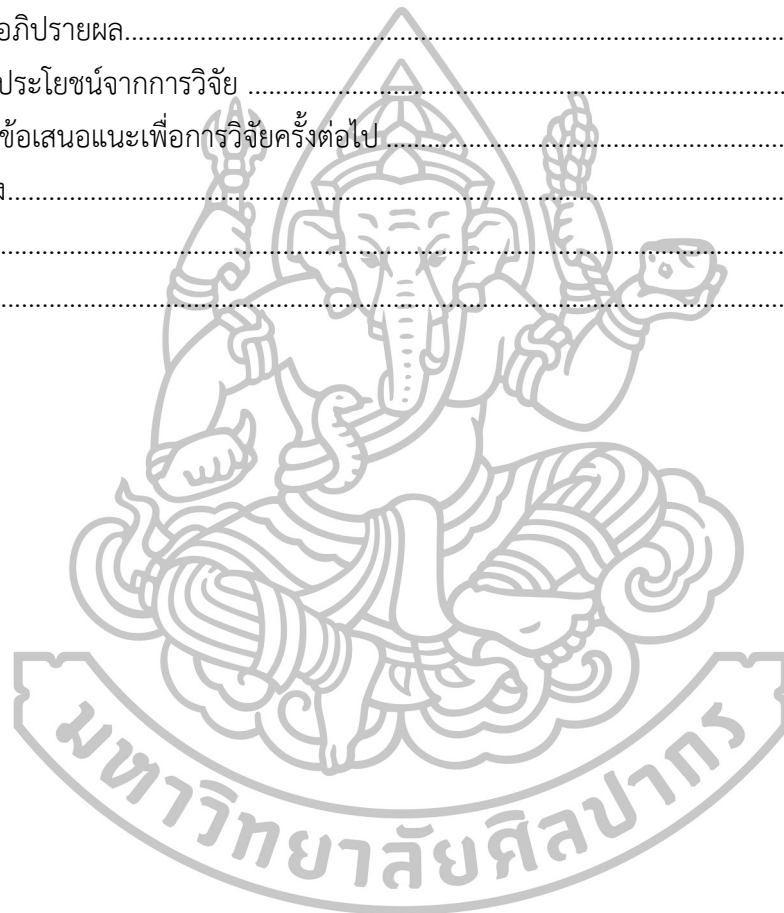 อภิปรายผล..........................................................................................
ประโยชน์จากการวิจัย ..........................................................................
ข้อเสนอแนะเพื่อการวิจัยครั้งต่อไป .......................................................
มหาวิทยาลัยศิลปากร